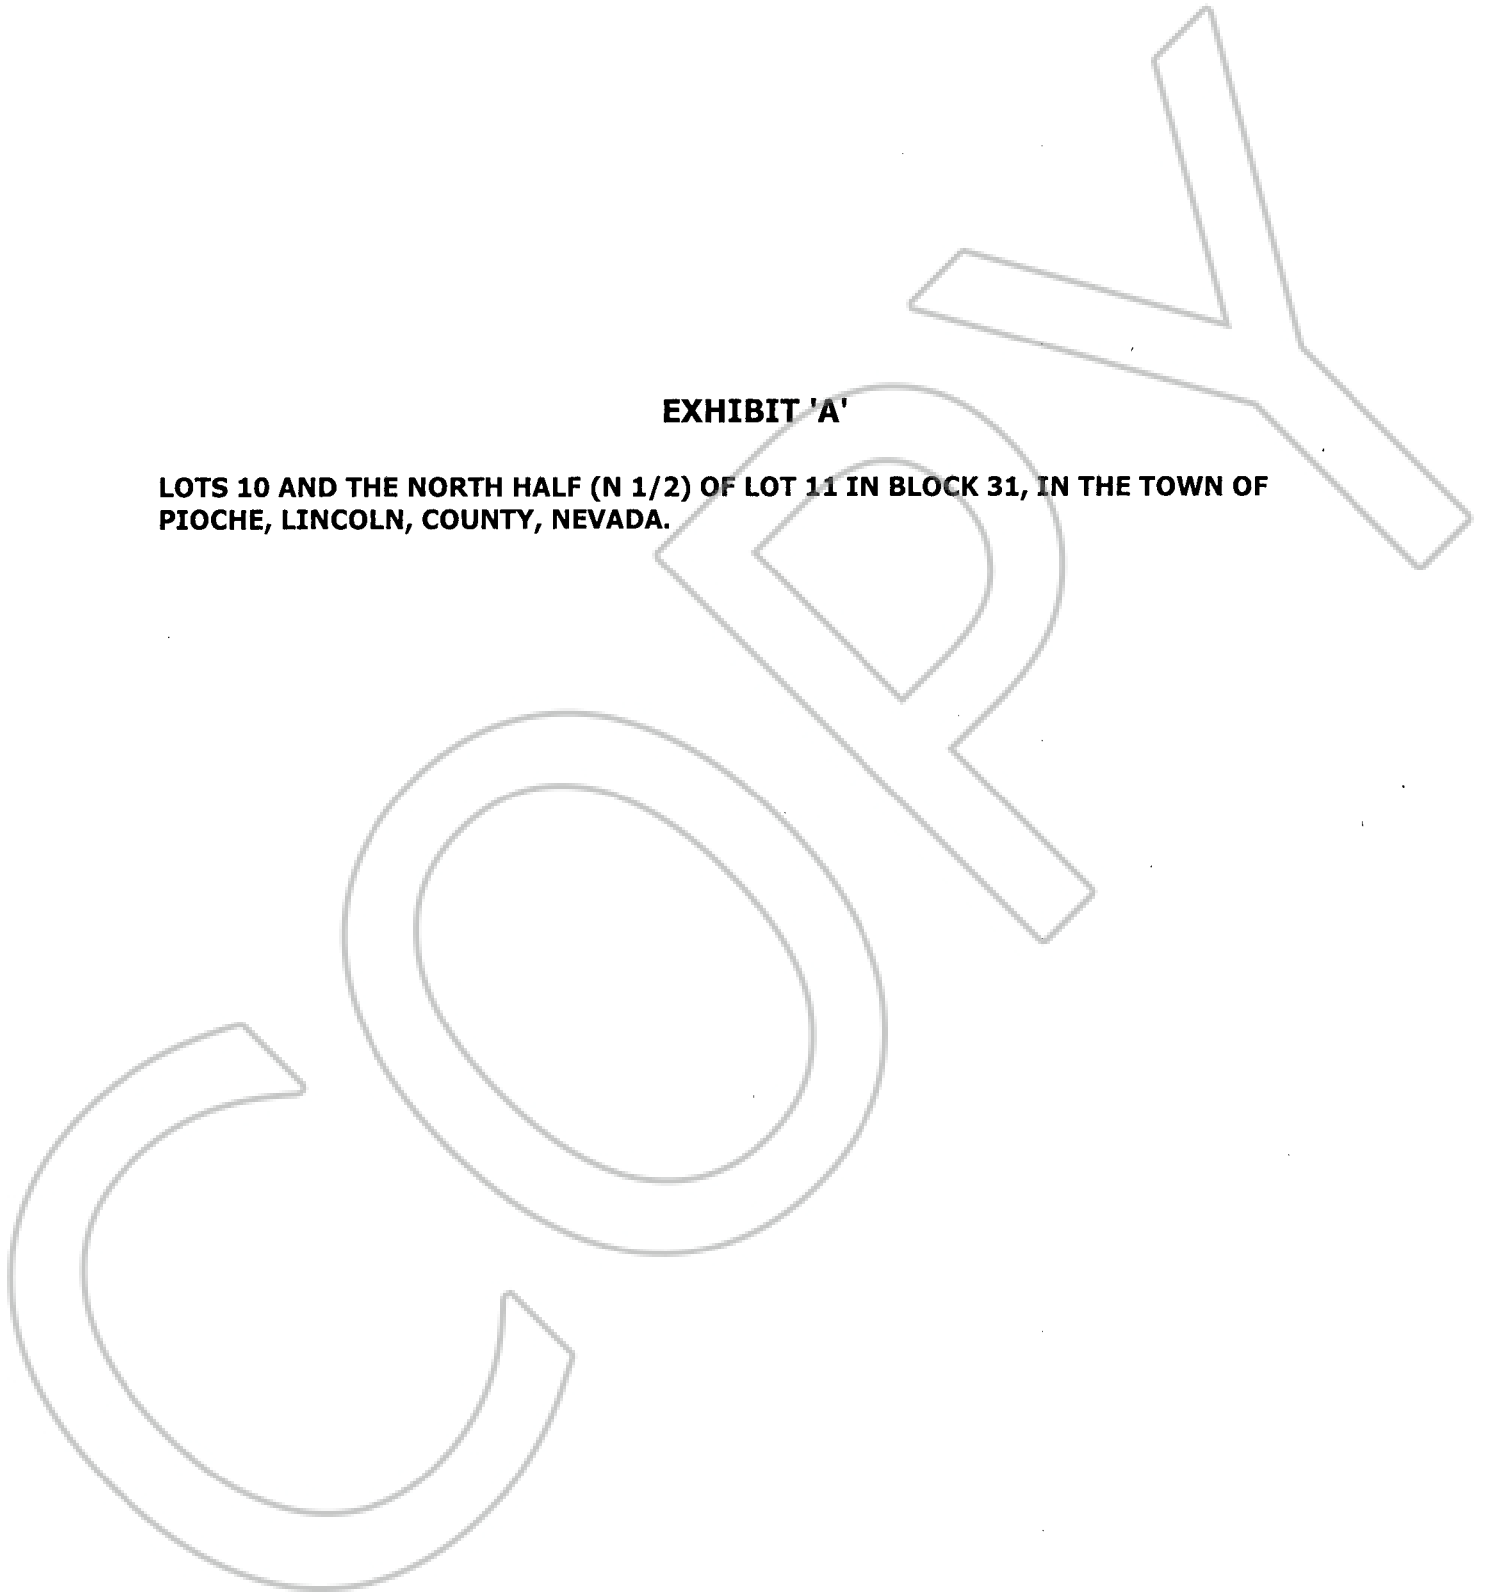 EXHIBIT 'A'
LOTS 10 AND THE NORTH HALF (N 1/2) OF LOT 11 IN BLOCK 31, IN THE TOWN OF
PIOCHE, LINCOLN, COUNTY, NEVADA.
COPY